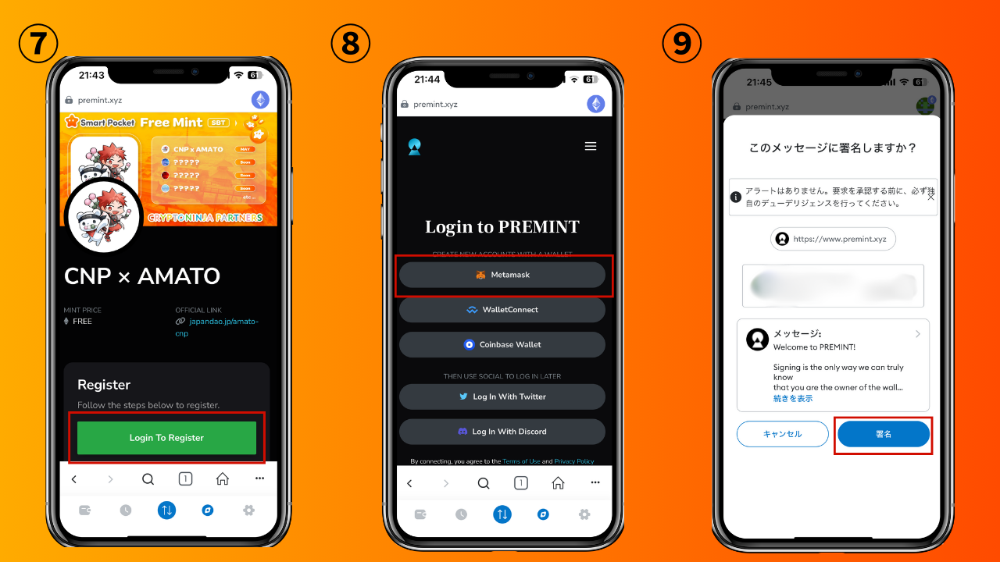 ⑦
21:43
61
premint.xyz
Smart Pocket Free Mint SBT
CNP x AMATO MAY
????? Soon
????? Soon
????? Soon
etc...
CRYPTONINJA PARTNERS
CNP × AMATO
MINT PRICE
FREE
OFFICIAL LINK
japandao.jp/amato-
cnp
Register
Follow the steps below to register.
Login To Register
1
⑧
21:44
61
premint.xyz
Login to PREMINT
CREATE NEW ACCOUNTS WITH A WALLET
Metamask
WalletConnect
Coinbase Wallet
THEN USE SOCIAL TO LOG IN LATER
Log In With Twitter
Log In With Discord
By connecting, you agree to the Terms of Use and Privacy Policy
1
⑨
21:45
61
premint.xyz
このメッセージに署名しますか？
アラートはありません。要求を承認する前に、必ず独
自のデューデリジェンスを行ってください。
https://www.premint.xyz
メッセージ:
Welcome to PREMINT!
Signing is the only way we can truly
know
that you are the owner of the wall...
続きを表示
キャンセル
署名